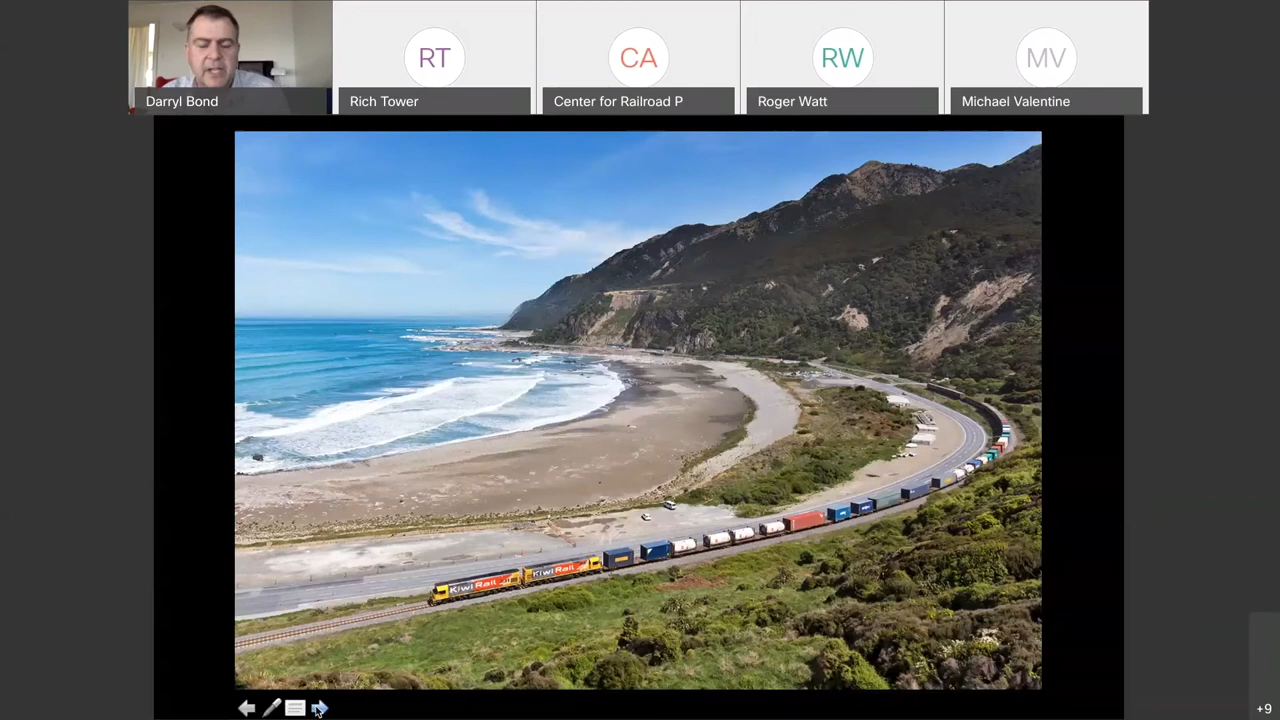 RT
CA
RW
MV
Darryl Bond
Rich Tower
Center for Railroad P
Roger Watt
Michael Valentine
KiwiRail
KiwiRail
+9